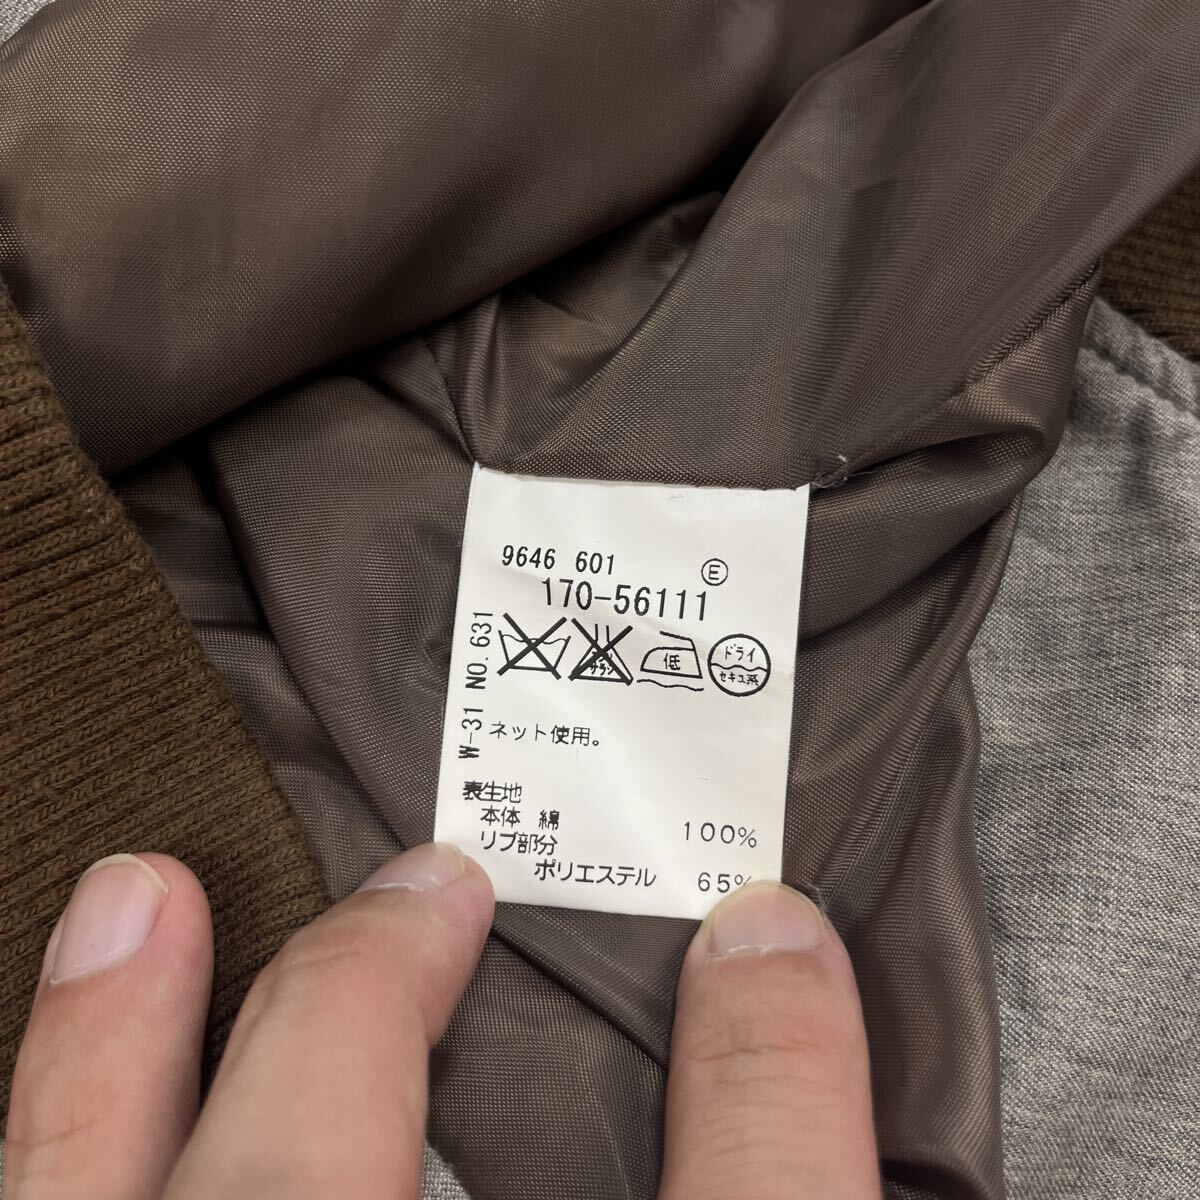 9646 601 Ⓔ
170-56111
W-31 NO. 631
低
ドライ
セキユ系
ネット使用。
表生地
本体 綿 100%
リブ部分
ポリエステル 65%